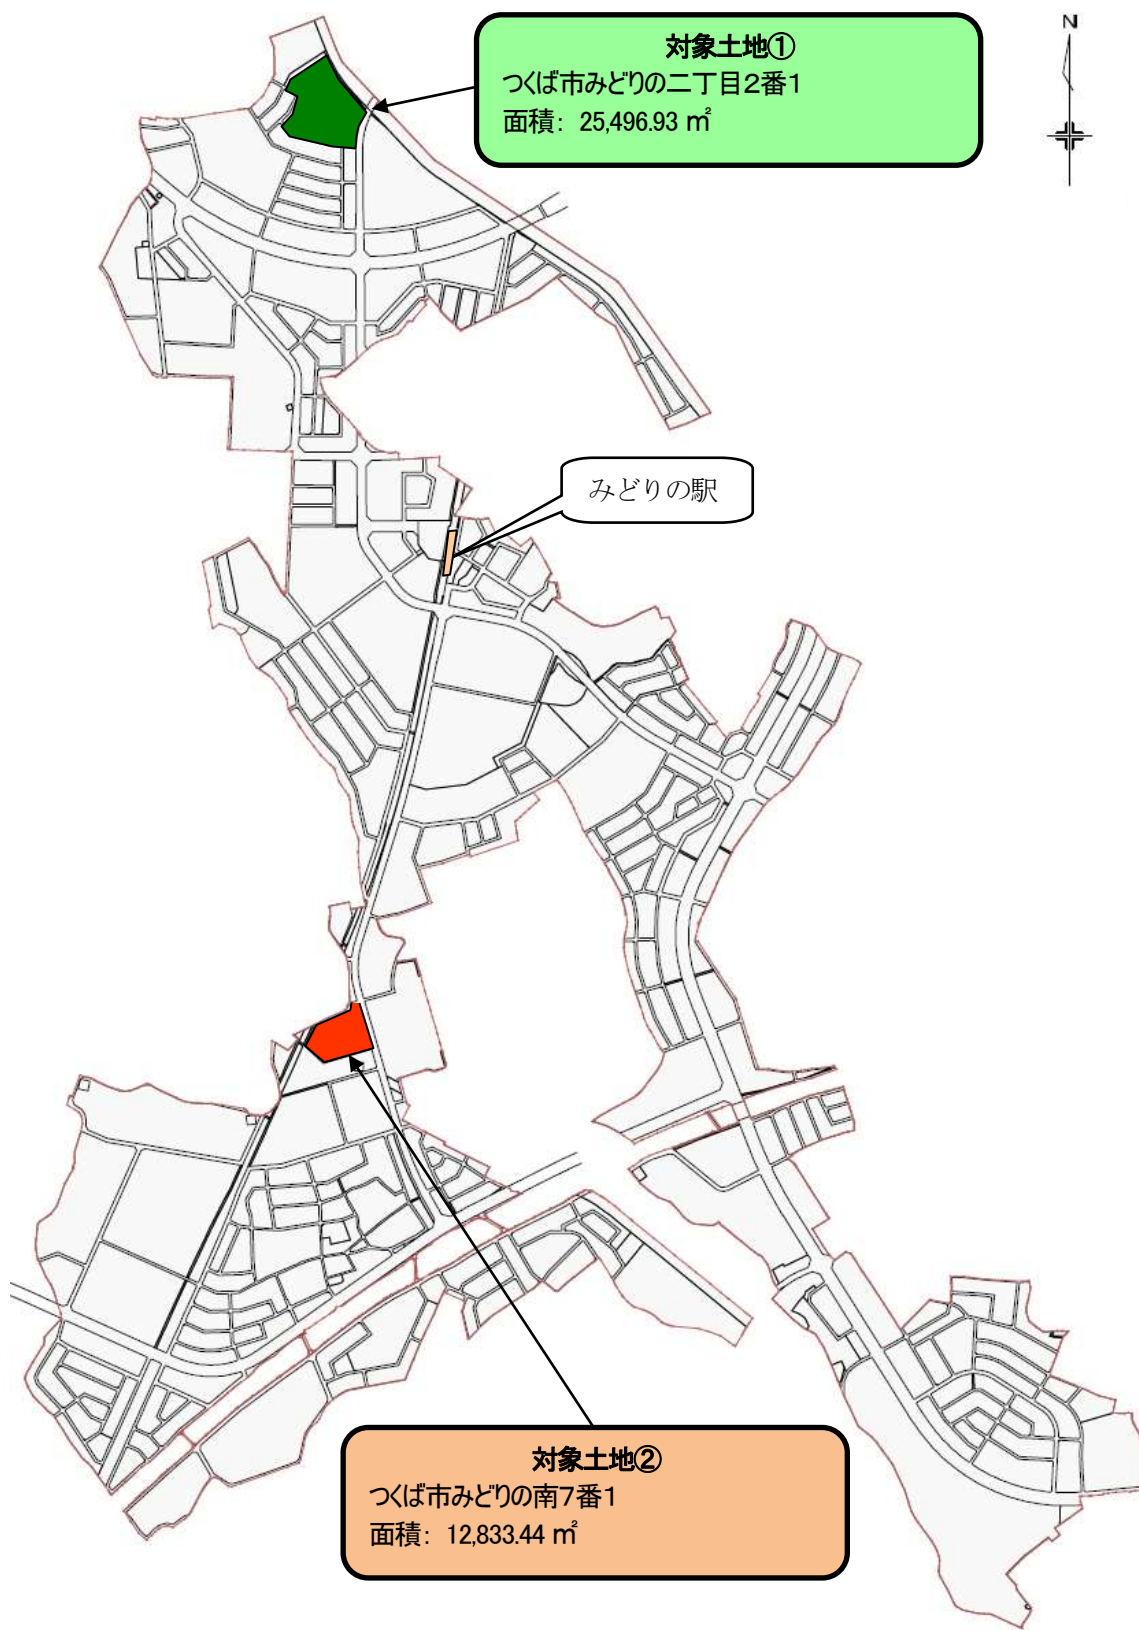 N
対象土地①
つくば市みどりの二丁目2番1
面積: 25,496.93 ㎡
みどりの駅
対象土地②
つくば市みどりの南7番1
面積: 12,833.44 ㎡